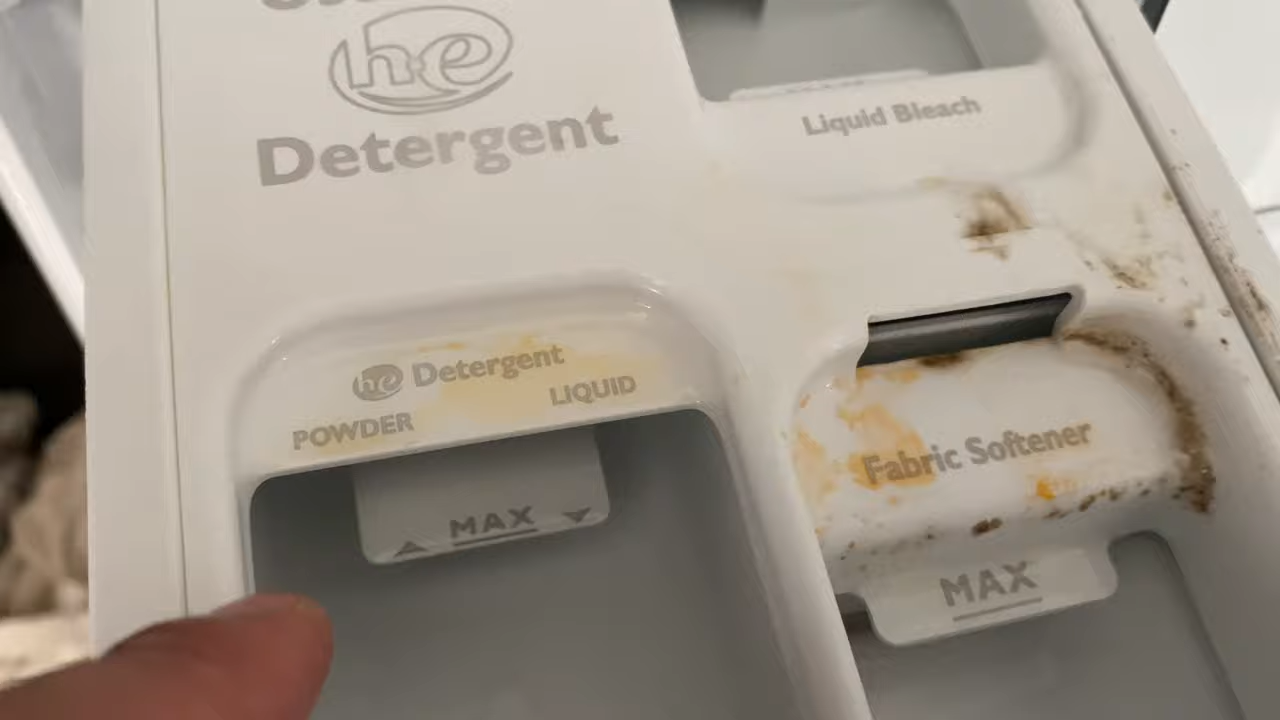 he
Detergent
Liquid Bleach
he Detergent
POWDER LIQUID
MAX
Fabric Softener
MAX